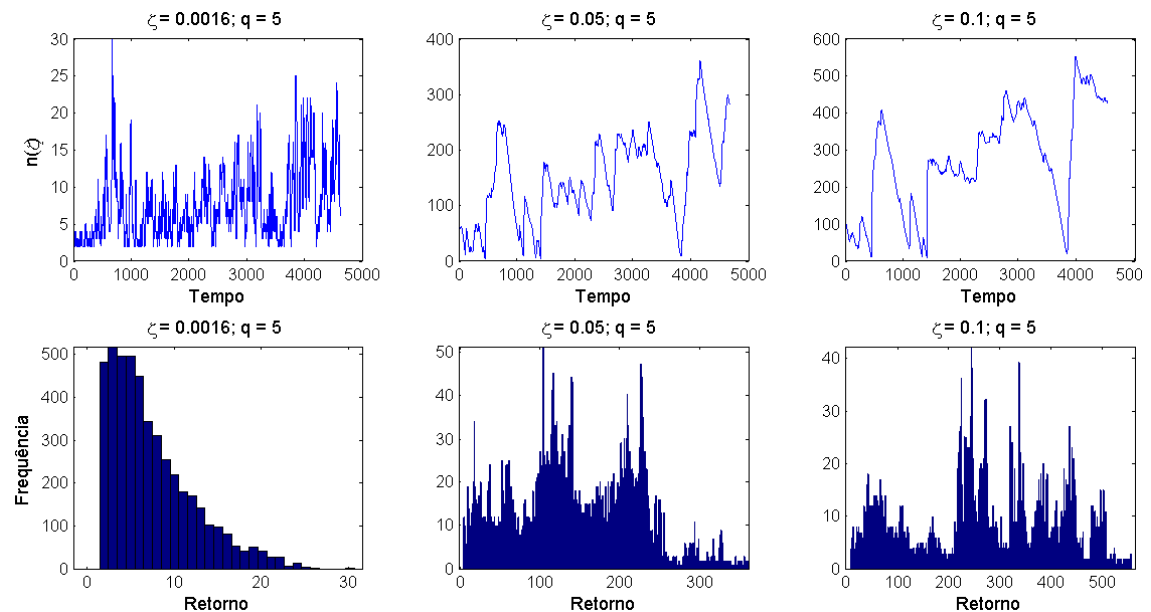 ζ = 0.0016; q = 5
30
25
20
15
10
5
0
n(ζ)
0 1000 2000 3000 4000 5000
Tempo
ζ = 0.05; q = 5
400
300
200
100
0
0 1000 2000 3000 4000 5000
Tempo
ζ = 0.1; q = 5
600
500
400
300
200
100
0
0 1000 2000 3000 4000 500
Tempo
ζ = 0.0016; q = 5
500
400
300
200
100
0
Frequência
0 10 20 30
Retorno
ζ = 0.05; q = 5
50
40
30
20
10
0
0 100 200 300
Retorno
ζ = 0.1; q = 5
40
30
20
10
0
0 100 200 300 400 500
Retorno